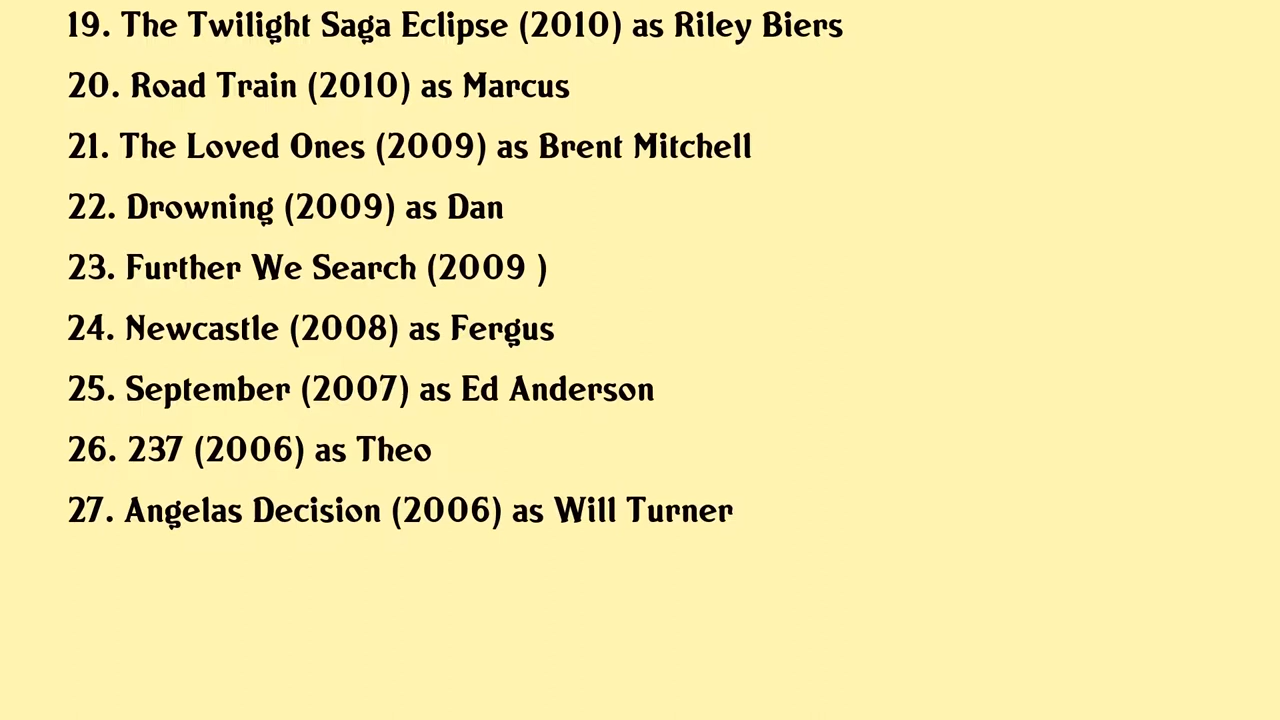 19. The Twilight Saga Eclipse (2010) as Riley Biers
20. Road Train (2010) as Marcus
21. The Loved Ones (2009) as Brent Mitchell
22. Drowning (2009) as Dan
23. Further We Search (2009 )
24. Newcastle (2008) as Fergus
25. September (2007) as Ed Anderson
26. 237 (2006) as Theo
27. Angelas Decision (2006) as Will Turner